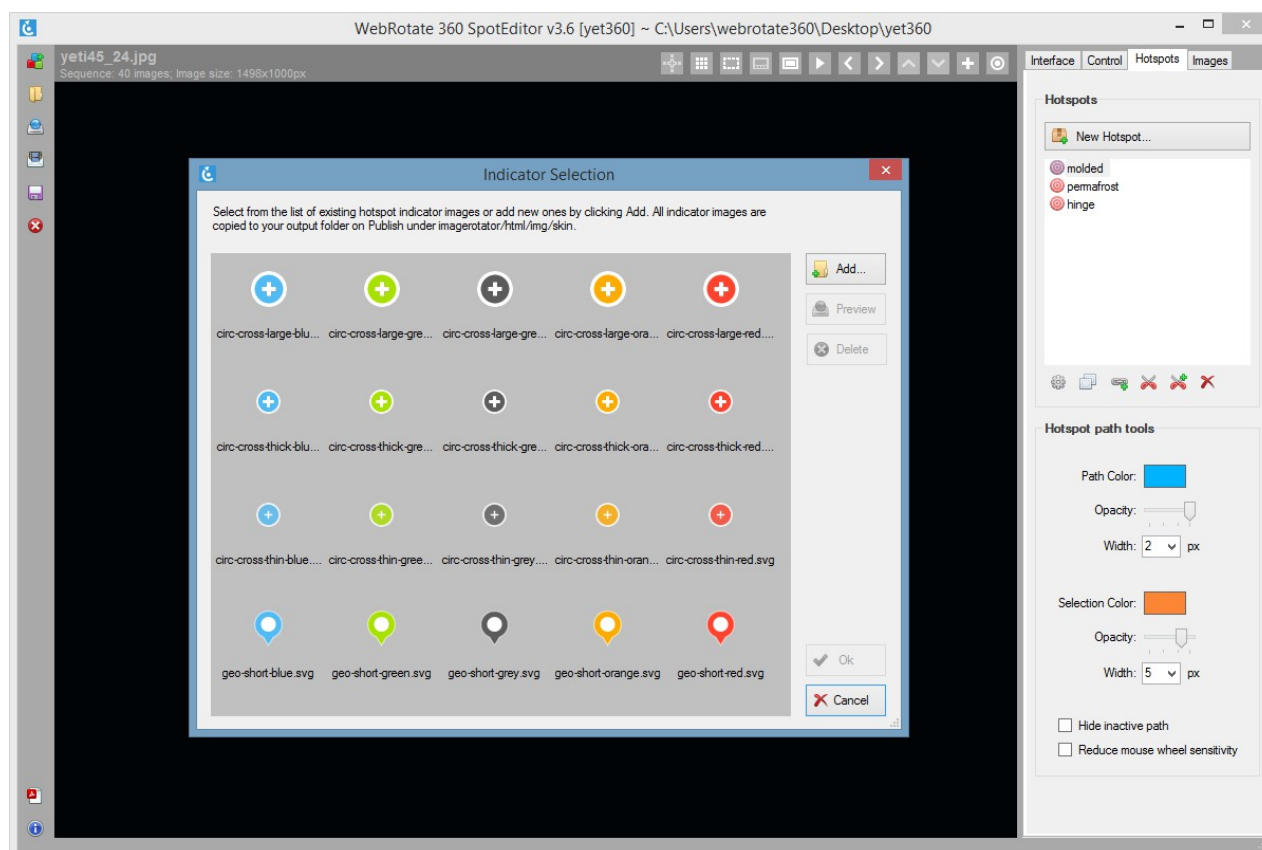 WebRotate 360 SpotEditor v3.6 [yet360] ~ C:\Users\webrotate360\Desktop\yet360
yeti45_24.jpg
Sequence: 40 images; Image size: 1498x1000px
Interface Control Hotspots Images
Hotspots
New Hotspot...
molded
permafrost
hinge
Indicator Selection
Select from the list of existing hotspot indicator images or add new ones by clicking Add. All indicator images are
copied to your output folder on Publish under imagerotator/html/img/skin.
circ-cross-large-blu... circ-cross-large-gre... circ-cross-large-gre... circ-cross-large-ora... circ-cross-large-red....
circ-cross-thick-blu... circ-cross-thick-gre... circ-cross-thick-gre... circ-cross-thick-ora... circ-cross-thick-red....
circ-cross-thin-blue.... circ-cross-thin-gree... circ-cross-thin-grey.... circ-cross-thin-oran... circ-cross-thin-red.svg
geo-short-blue.svg geo-short-green.svg geo-short-grey.svg geo-short-orange.svg geo-short-red.svg
Add...
Preview
Delete
Ok
Cancel
Hotspot path tools
Path Color:
Opacity:
Width: 2 px
Selection Color:
Opacity:
Width: 5 px
Hide inactive path
Reduce mouse wheel sensitivity